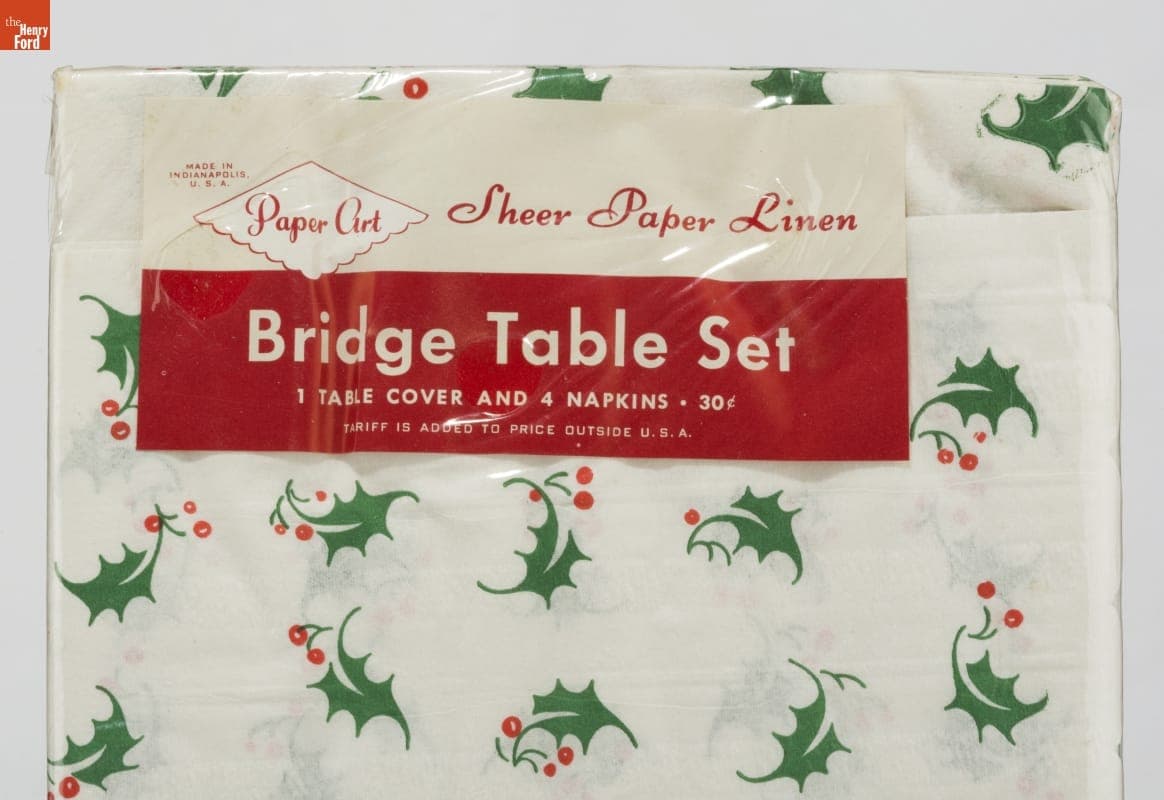 the
Henry
Ford
MADE IN
INDIANAPOLIS,
U. S. A.
Paper Art
Sheer Paper Linen
Bridge Table Set
1 TABLE COVER AND 4 NAPKINS • 30¢
TARIFF IS ADDED TO PRICE OUTSIDE U. S. A.